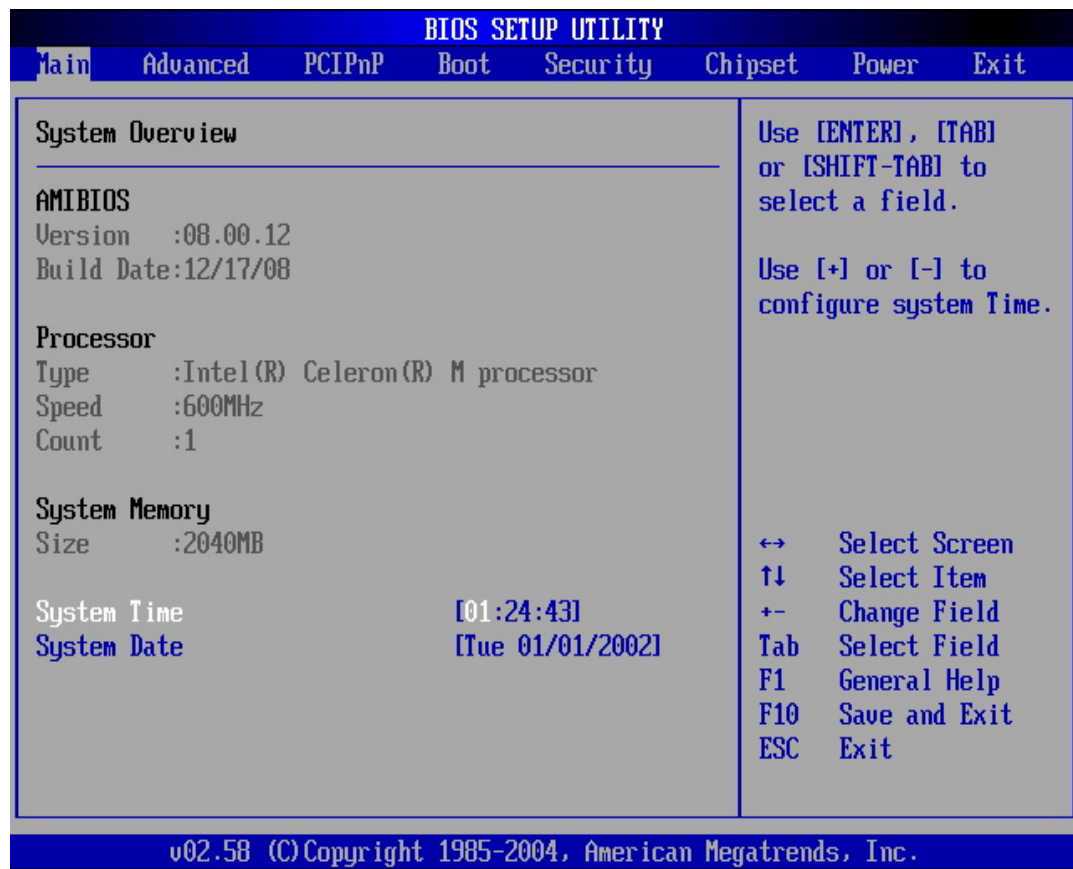 BIOS SETUP UTILITY
Main Advanced PCIPnP Boot Security Chipset Power Exit
System Overview
AMIBIOS
Version :08.00.12
Build Date:12/17/08
Processor
Type :Intel(R) Celeron(R) M processor
Speed :600MHz
Count :1
System Memory
Size :2040MB
System Time [01:24:43]
System Date [Tue 01/01/2002]
Use [ENTER], [TAB]
or [SHIFT-TAB] to
select a field.
Use [+] or [-] to
configure system Time.
↔ Select Screen
↑↓ Select Item
+- Change Field
Tab Select Field
F1 General Help
F10 Save and Exit
ESC Exit
v02.58 (C)Copyright 1985-2004, American Megatrends, Inc.